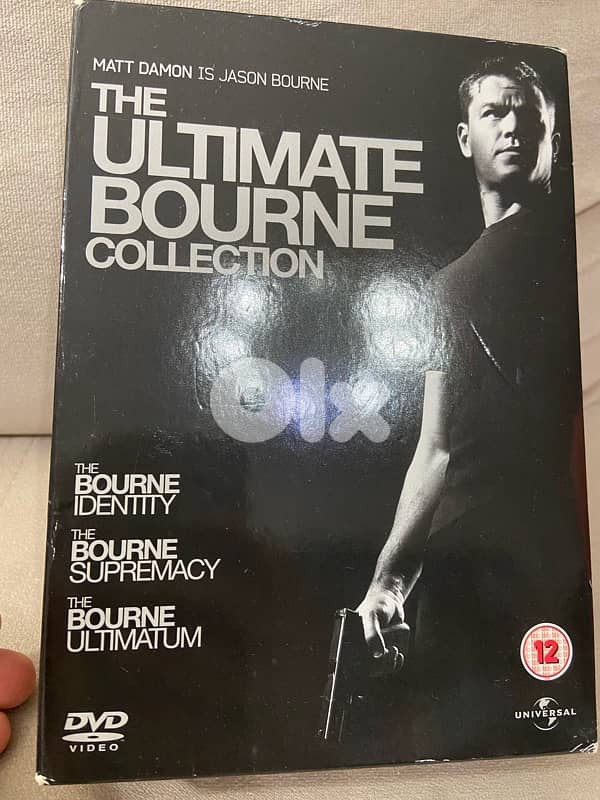 MATT DAMON IS JASON BOURNE
THE
ULTIMATE
BOURNE
COLLECTION
olx
THE
BOURNE
IDENTITY
THE
BOURNE
SUPREMACY
THE
BOURNE
ULTIMATUM
12
DVD
VIDEO
UNIVERSAL